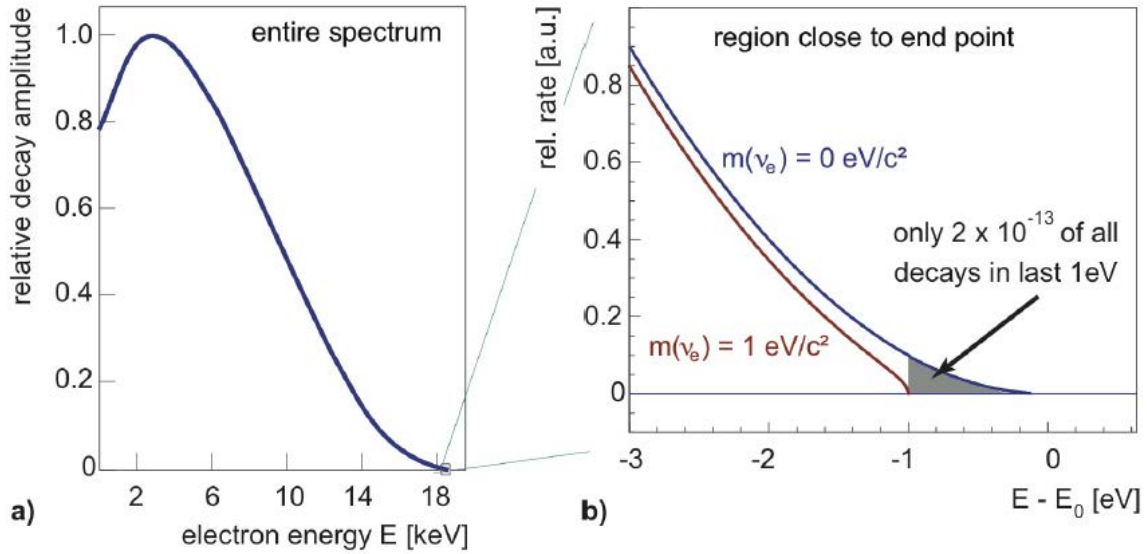 entire spectrum
relative decay amplitude
1.0
0.8
0.6
0.4
0.2
0
2
6
10
14
18
a)
electron energy E [keV]
region close to end point
rel. rate [a.u.]
0.8
0.6
0.4
0.2
0
m(νₑ) = 0 eV/c²
only 2 x 10⁻¹³ of all
decays in last 1eV
m(νₑ) = 1 eV/c²
-3
-2
-1
0
b)
E - E₀ [eV]